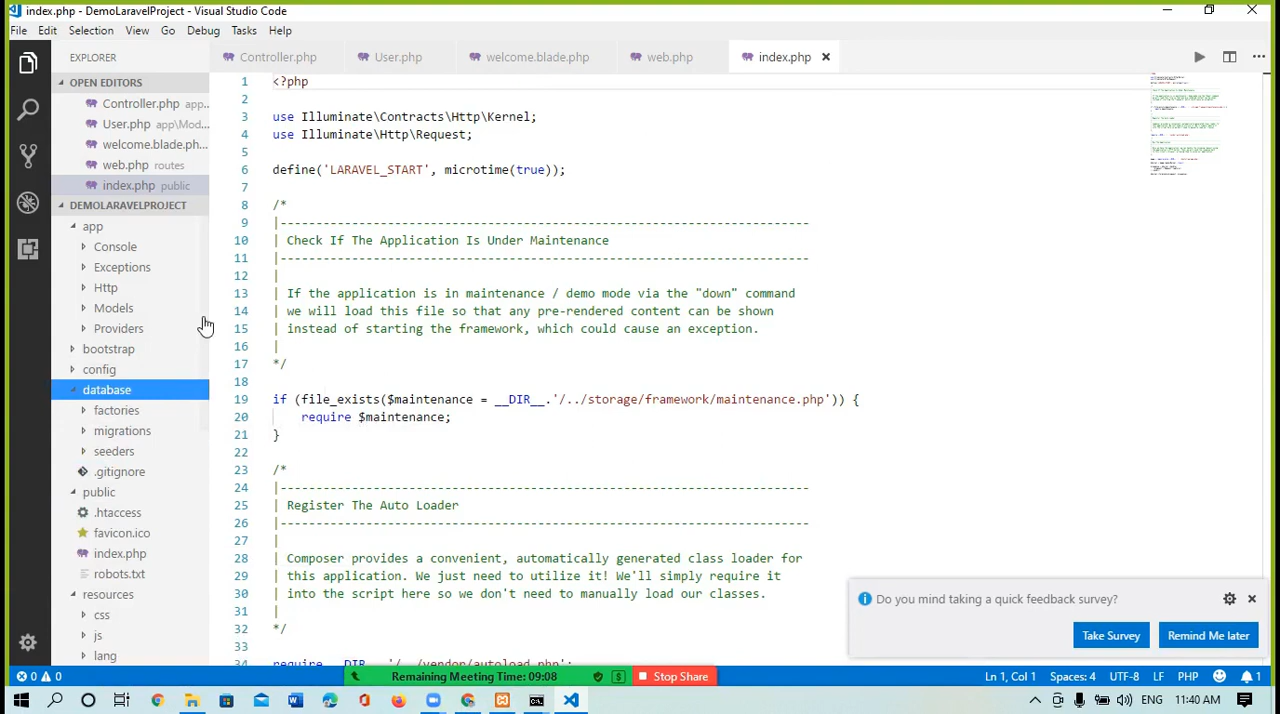 index.php - DemoLaravelProject - Visual Studio Code
File Edit Selection View Go Debug Tasks Help
EXPLORER
OPEN EDITORS
Controller.php app...
User.php app\Mod...
welcome.blade.ph...
web.php routes
index.php public
DEMOLARAVELPROJECT
app
Console
Exceptions
Http
Models
Providers
bootstrap
config
database
factories
migrations
seeders
.gitignore
public
.htaccess
favicon.ico
index.php
robots.txt
resources
css
js
lang
Controller.php User.php welcome.blade.php web.php index.php
1 <?php
2
3 use Illuminate\Contracts\Http\Kernel;
4 use Illuminate\Http\Request;
5
6 define('LARAVEL_START', microtime(true));
7
8 /*
9 |--------------------------------------------------------------------------
10 | Check If The Application Is Under Maintenance
11 |--------------------------------------------------------------------------
12 |
13 | If the application is in maintenance / demo mode via the "down" command
14 | we will load this file so that any pre-rendered content can be shown
15 | instead of starting the framework, which could cause an exception.
16 |
17 */
18
19 if (file_exists($maintenance = __DIR__.'/../storage/framework/maintenance.php')) {
20 require $maintenance;
21 }
22
23 /*
24 |--------------------------------------------------------------------------
25 | Register The Auto Loader
26 |--------------------------------------------------------------------------
27 |
28 | Composer provides a convenient, automatically generated class loader for
29 | this application. We just need to utilize it! We'll simply require it
30 | into the script here so we don't need to manually load our classes.
31 |
32 */
33
34 require __DIR__.'/../vendor/autoload.php';
Do you mind taking a quick feedback survey?
Take Survey Remind Me later
0 0
Remaining Meeting Time: 09:08 $ Stop Share
Ln 1, Col 1 Spaces: 4 UTF-8 LF PHP 1
ENG 11:40 AM